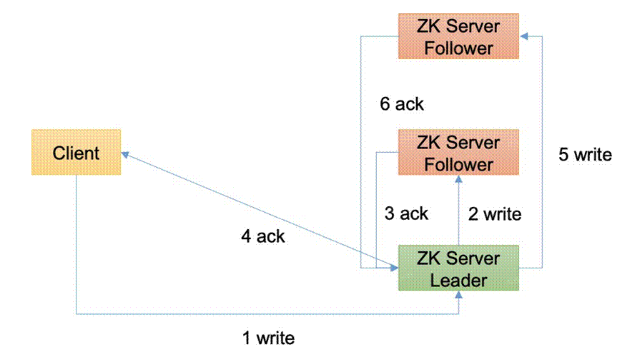 ZK Server
Follower
6 ack
ZK Server
Follower
Client
5 write
3 ack
2 write
4 ack
ZK Server
Leader
1 write